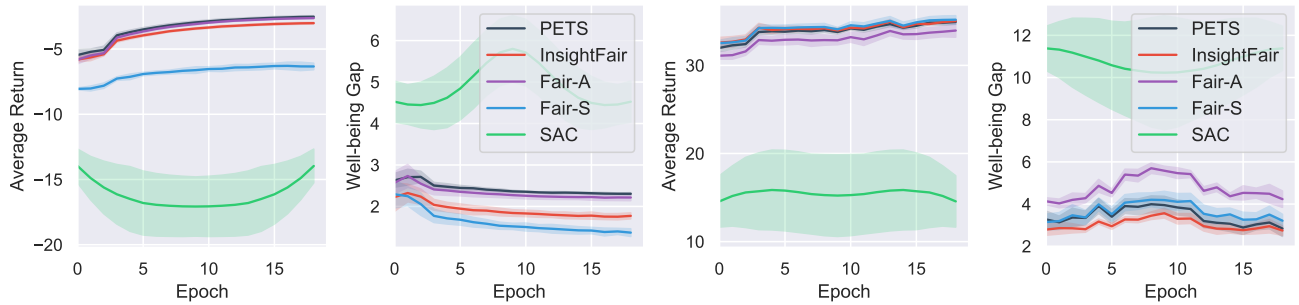 Average Return
−5
−10
−15
−20
0
5
10
15
Epoch
Well-being Gap
6
5
4
3
2
0
5
10
15
Epoch
PETS
InsightFair
Fair-A
Fair-S
SAC
Average Return
30
20
10
0
5
10
15
Epoch
Well-being Gap
12
10
8
6
4
2
0
5
10
15
Epoch
PETS
InsightFair
Fair-A
Fair-S
SAC